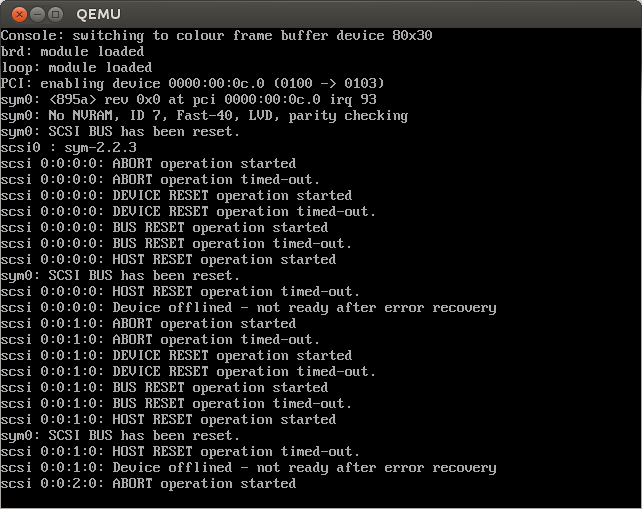 QEMU
Console: switching to colour frame buffer device 80x30
brd: module loaded
loop: module loaded
PCI: enabling device 0000:00:0c.0 (0100 -> 0103)
sym0: <895a> rev 0x0 at pci 0000:00:0c.0 irq 93
sym0: No NVRAM, ID 7, Fast-40, LVD, parity checking
sym0: SCSI BUS has been reset.
scsi0 : sym-2.2.3
scsi 0:0:0:0: ABORT operation started
scsi 0:0:0:0: ABORT operation timed-out.
scsi 0:0:0:0: DEVICE RESET operation started
scsi 0:0:0:0: DEVICE RESET operation timed-out.
scsi 0:0:0:0: BUS RESET operation started
scsi 0:0:0:0: BUS RESET operation timed-out.
scsi 0:0:0:0: HOST RESET operation started
sym0: SCSI BUS has been reset.
scsi 0:0:0:0: HOST RESET operation timed-out.
scsi 0:0:0:0: Device offlined - not ready after error recovery
scsi 0:0:1:0: ABORT operation started
scsi 0:0:1:0: ABORT operation timed-out.
scsi 0:0:1:0: DEVICE RESET operation started
scsi 0:0:1:0: DEVICE RESET operation timed-out.
scsi 0:0:1:0: BUS RESET operation started
scsi 0:0:1:0: BUS RESET operation timed-out.
scsi 0:0:1:0: HOST RESET operation started
sym0: SCSI BUS has been reset.
scsi 0:0:1:0: HOST RESET operation timed-out.
scsi 0:0:1:0: Device offlined - not ready after error recovery
scsi 0:0:2:0: ABORT operation started